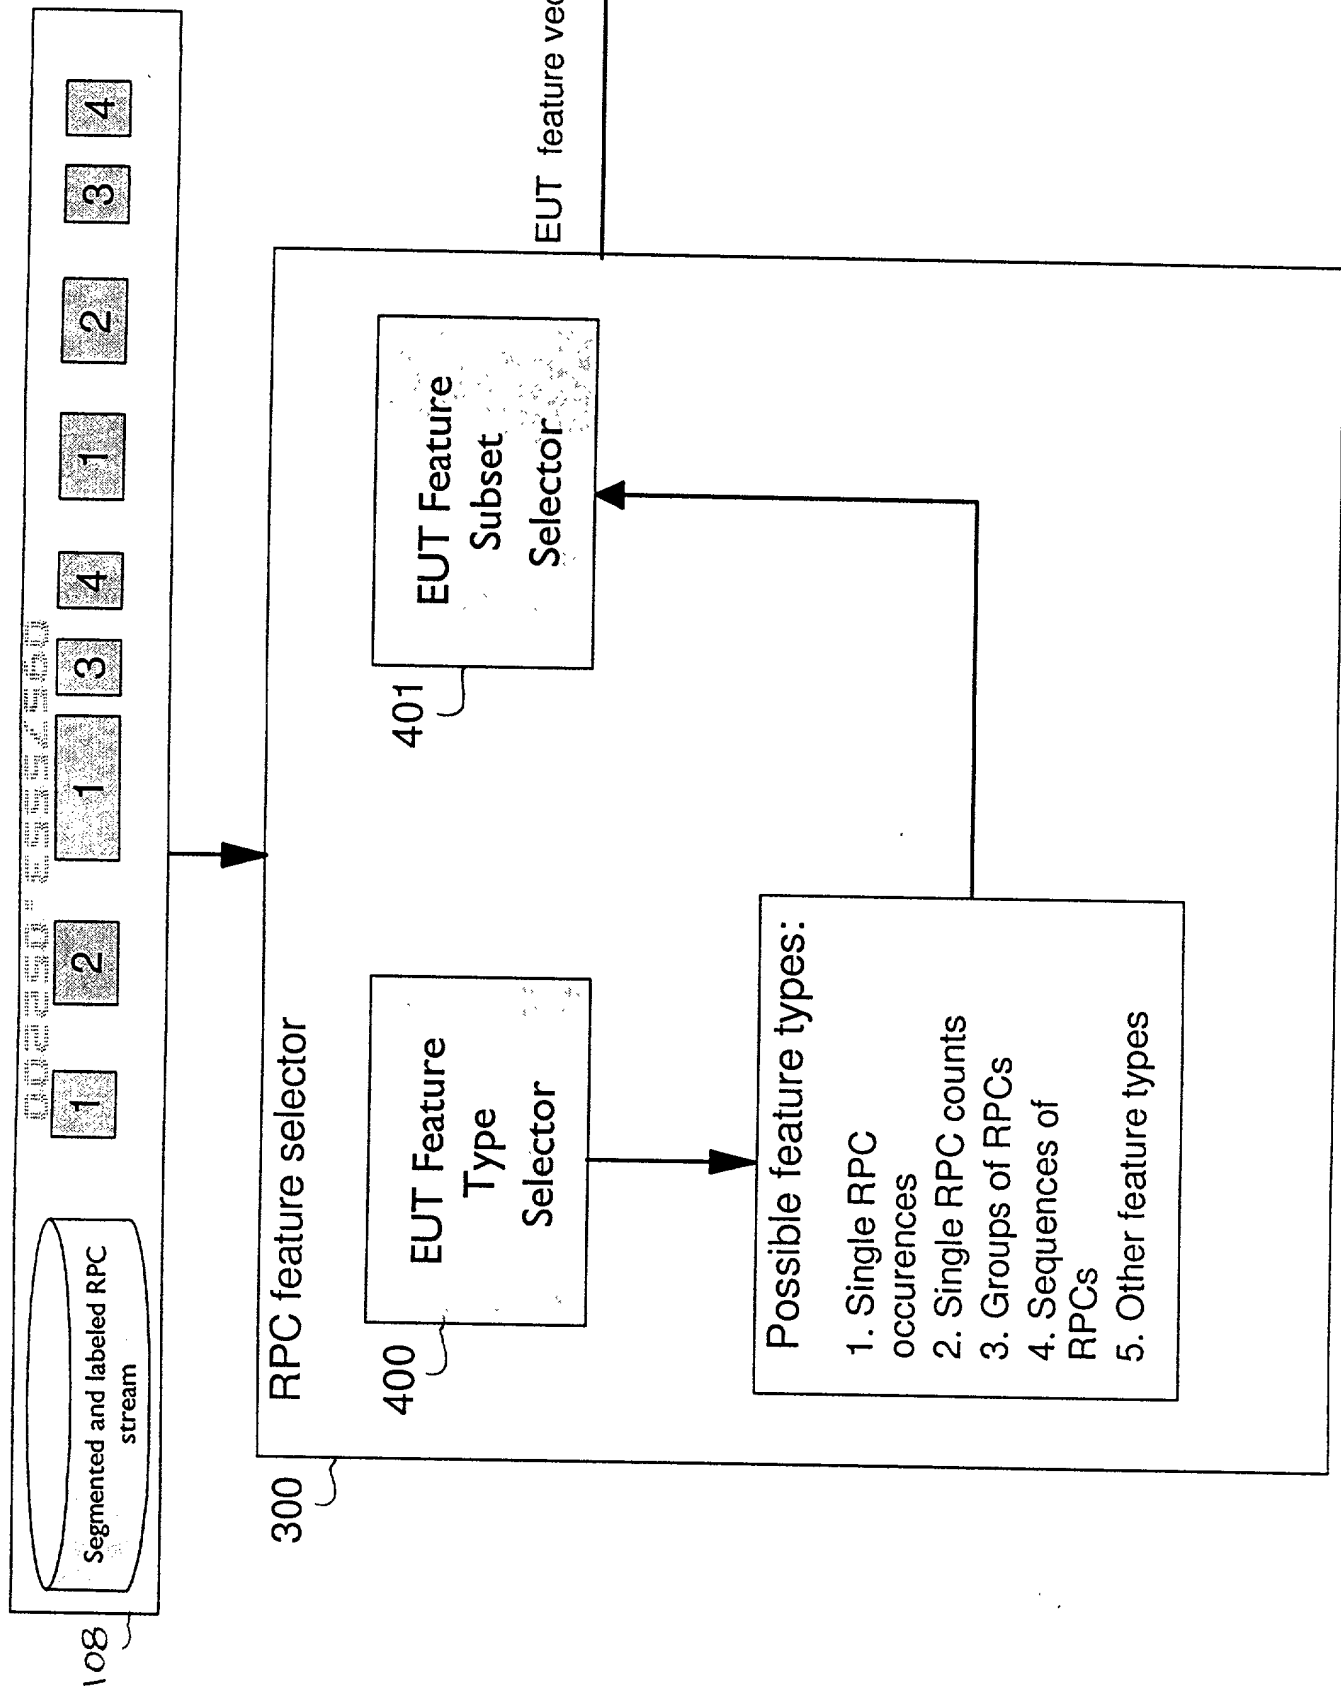 108
Segmented and labeled RPC
stream
1
2
1
3
4
1
2
3
4
300
RPC feature selector
400
EUT Feature
Type
Selector
401
EUT Feature
Subset
Selector
EUT feature
Possible feature types:
1. Single RPC
occurences
2. Single RPC counts
3. Groups of RPCs
4. Sequences of
RPCs
5. Other feature types